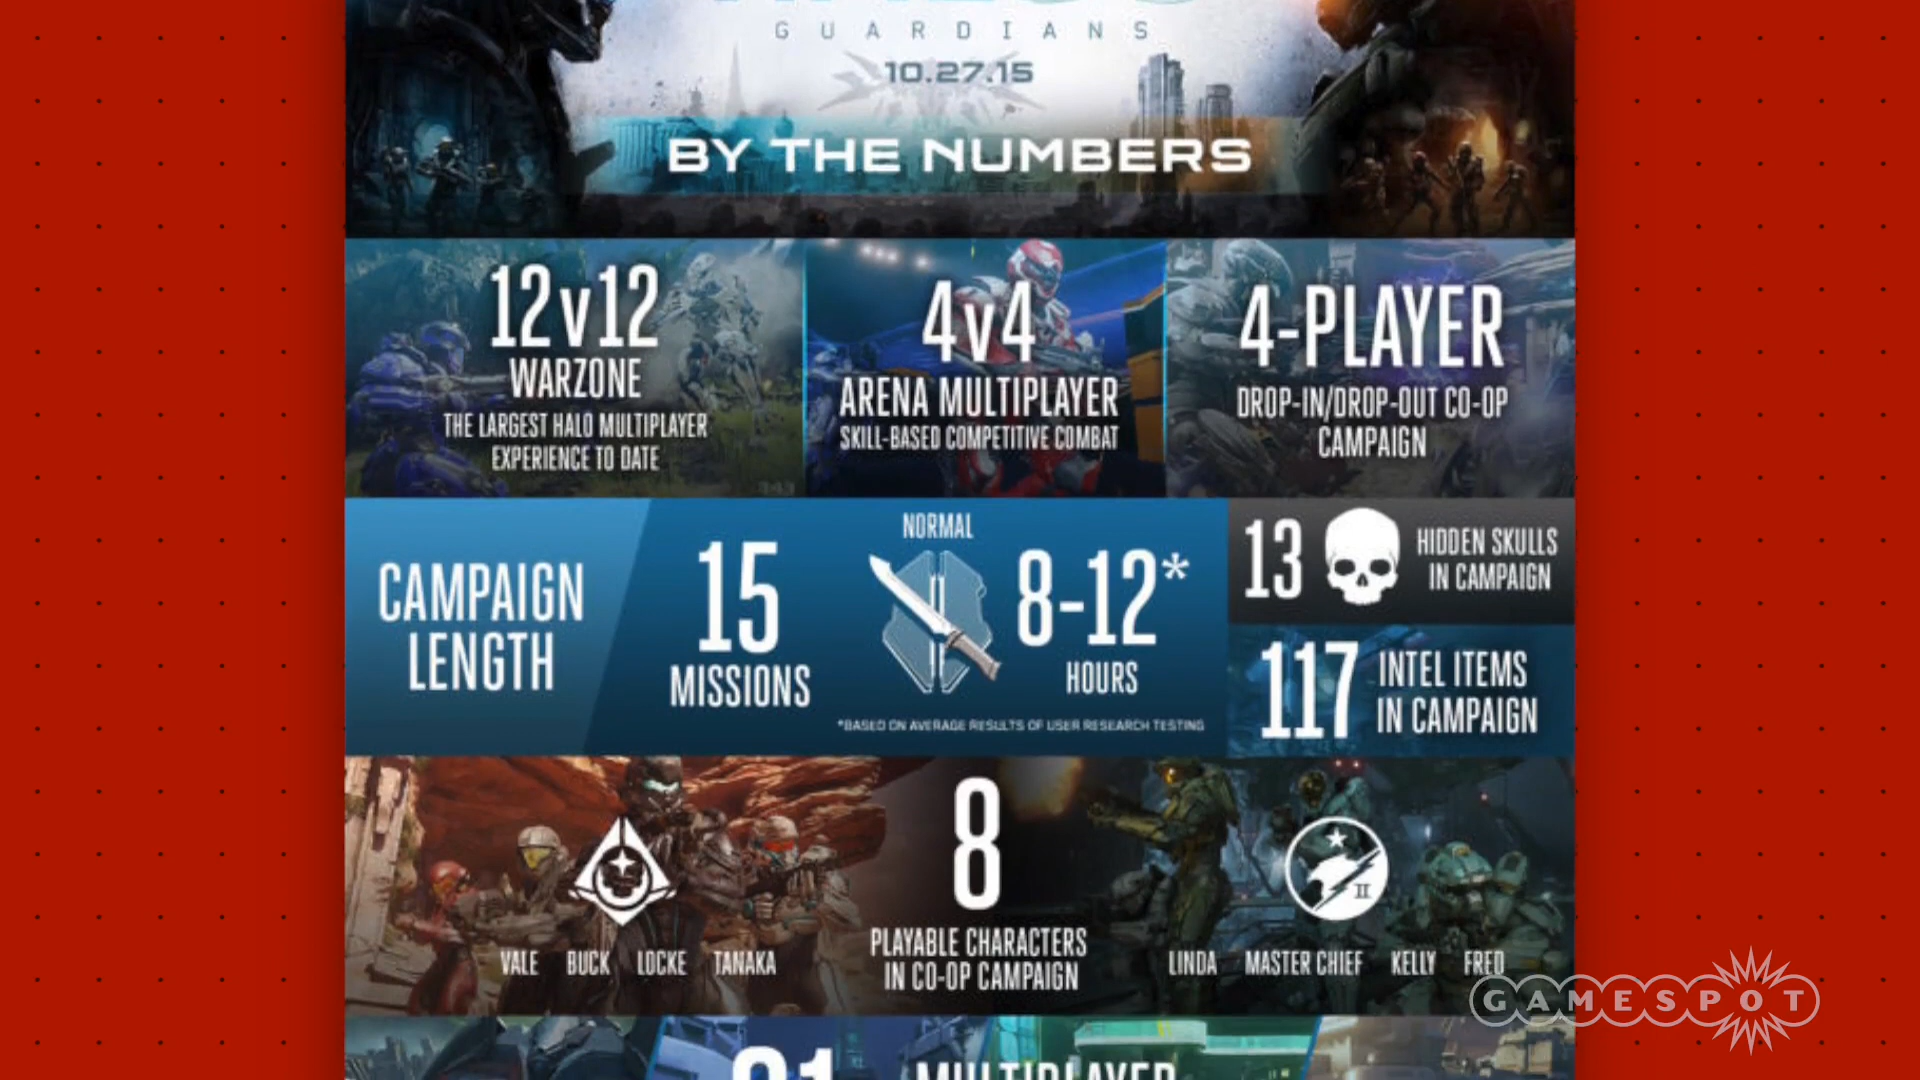 GUARDIANS
10.27.15
BY THE NUMBERS
12v12
WARZONE
THE LARGEST HALO MULTIPLAYER
EXPERIENCE TO DATE
4v4
ARENA MULTIPLAYER
SKILL-BASED COMPETITIVE COMBAT
4-PLAYER
DROP-IN/DROP-OUT CO-OP
CAMPAIGN
CAMPAIGN
LENGTH
15
MISSIONS
NORMAL
8-12*
HOURS
*BASED ON AVERAGE RESULTS OF USER RESEARCH TESTING
13
HIDDEN SKULLS
IN CAMPAIGN
117
INTEL ITEMS
IN CAMPAIGN
VALE BUCK LOCKE TANAKA
8
PLAYABLE CHARACTERS
IN CO-OP CAMPAIGN
II
LINDA MASTER CHIEF KELLY FRED
GAMESPOT
MULTIPLAYER